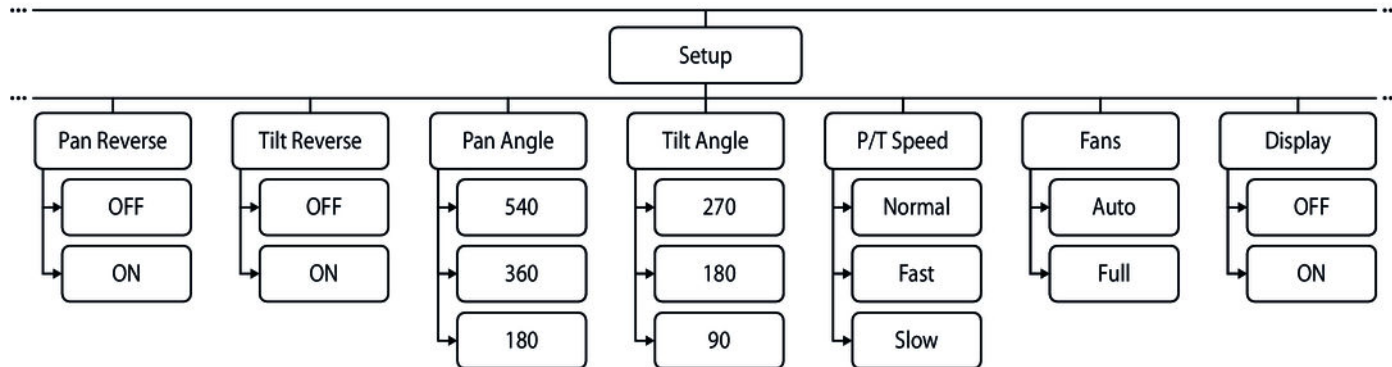 Setup
Pan Reverse
Tilt Reverse
Pan Angle
Tilt Angle
P/T Speed
Fans
Display
OFF
OFF
540
270
Normal
Auto
OFF
ON
ON
360
180
Fast
Full
ON
180
90
Slow